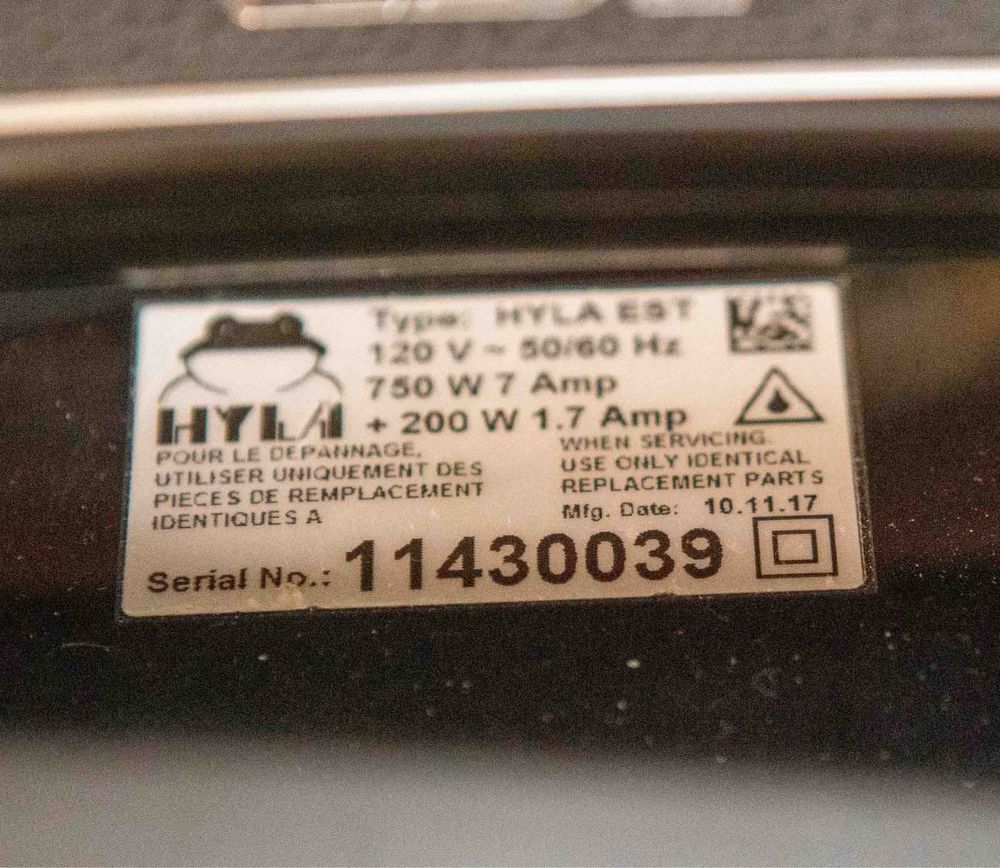 Type: HYLA EST
120 V ~ 50/60 Hz
750 W 7 Amp
+ 200 W 1.7 Amp
HYLA
POUR LE DEPANNAGE,
UTILISER UNIQUEMENT DES
PIECES DE REMPLACEMENT
IDENTIQUES A
WHEN SERVICING.
USE ONLY IDENTICAL
REPLACEMENT PARTS
Mfg. Date: 10.11.17
Serial No.: 11430039